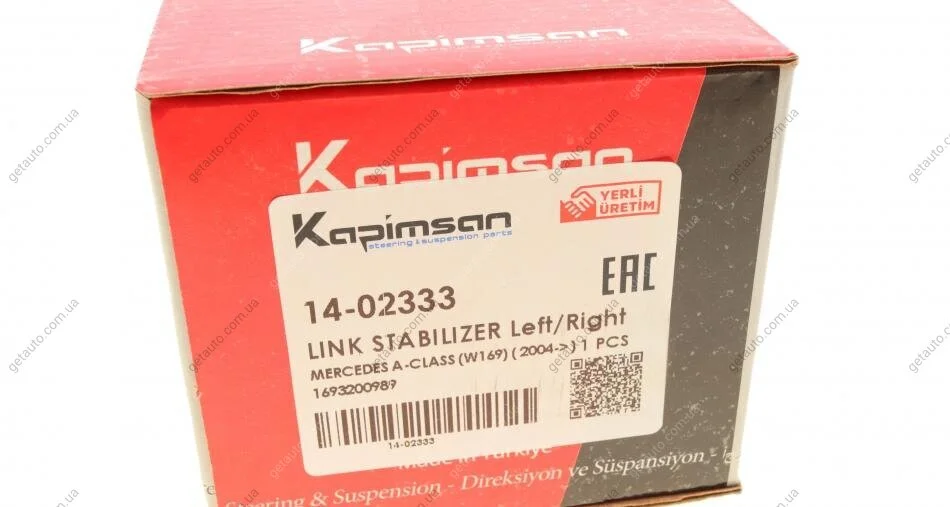 Kapimsan
Kapimsan
Kapimsan
steering & suspension parts
YERLİ
ÜRETİM
EAC
14-02333
LINK STABILIZER Left/Right
MERCEDES A-CLASS (W169) ( 2004-> ) 1 PCS
1693200989
14-02333
Made in Türkiye
Steering & Suspension - Direksiyon ve Süspansiyon -
getauto.com.ua